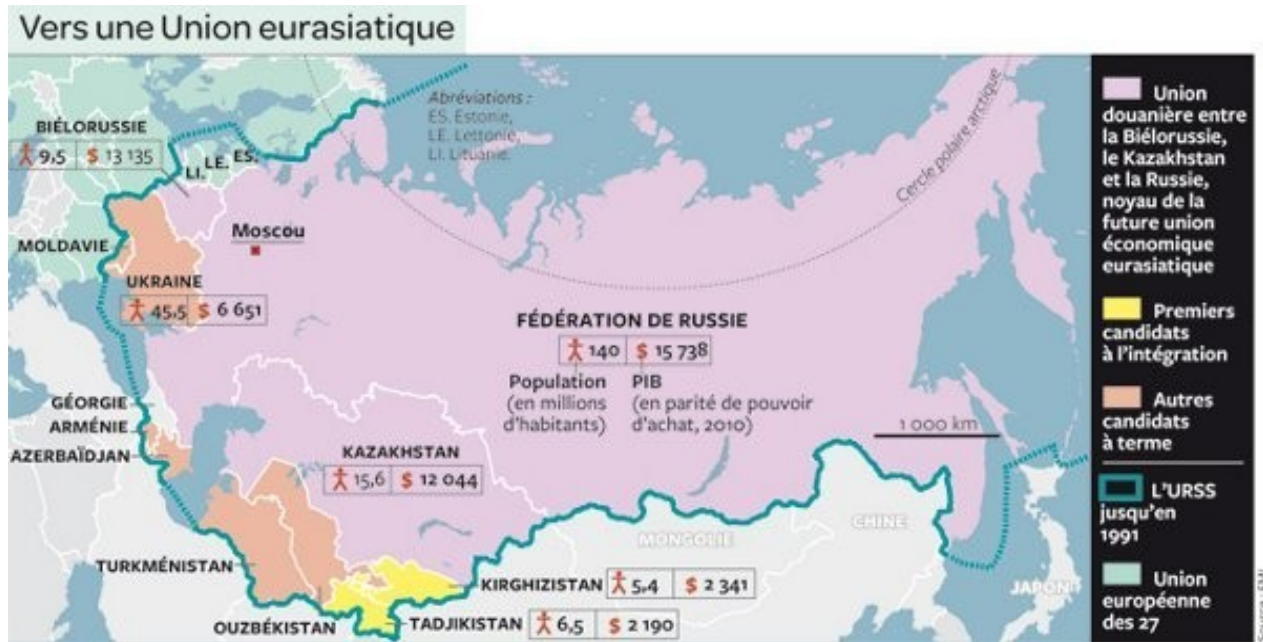 Vers une Union eurasiatique
Abréviations :
ES. Estonie,
LE. Lettonie,
LI. Lituanie.
Cercle polaire arctique
BIÉLORUSSIE
9,5 $ 13 135
LI. LE. ES.
Moscou
MOLDAVIE
UKRAINE
45,5 $ 6 651
FÉDÉRATION DE RUSSIE
140 $ 15 738
Population
(en millions
d'habitants)
PIB
(en parité de pouvoir
d'achat, 2010)
1 000 km
GÉORGIE
ARMÉNIE
AZERBAÏDJAN
KAZAKHSTAN
15,6 $ 12 044
CHINE
MONGOLIE
JAPON
TURKMÉNISTAN
KIRGHIZISTAN 5,4 $ 2 341
OUZBÉKISTAN
TADJIKISTAN 6,5 $ 2 190
Union
douanière entre
la Biélorussie,
le Kazakhstan
et la Russie,
noyau de la
future union
économique
eurasiatique
Premiers
candidats
à l'intégration
Autres
candidats
à terme
L'URSS
jusqu'en
1991
Union
européenne
des 27
Source : FMI